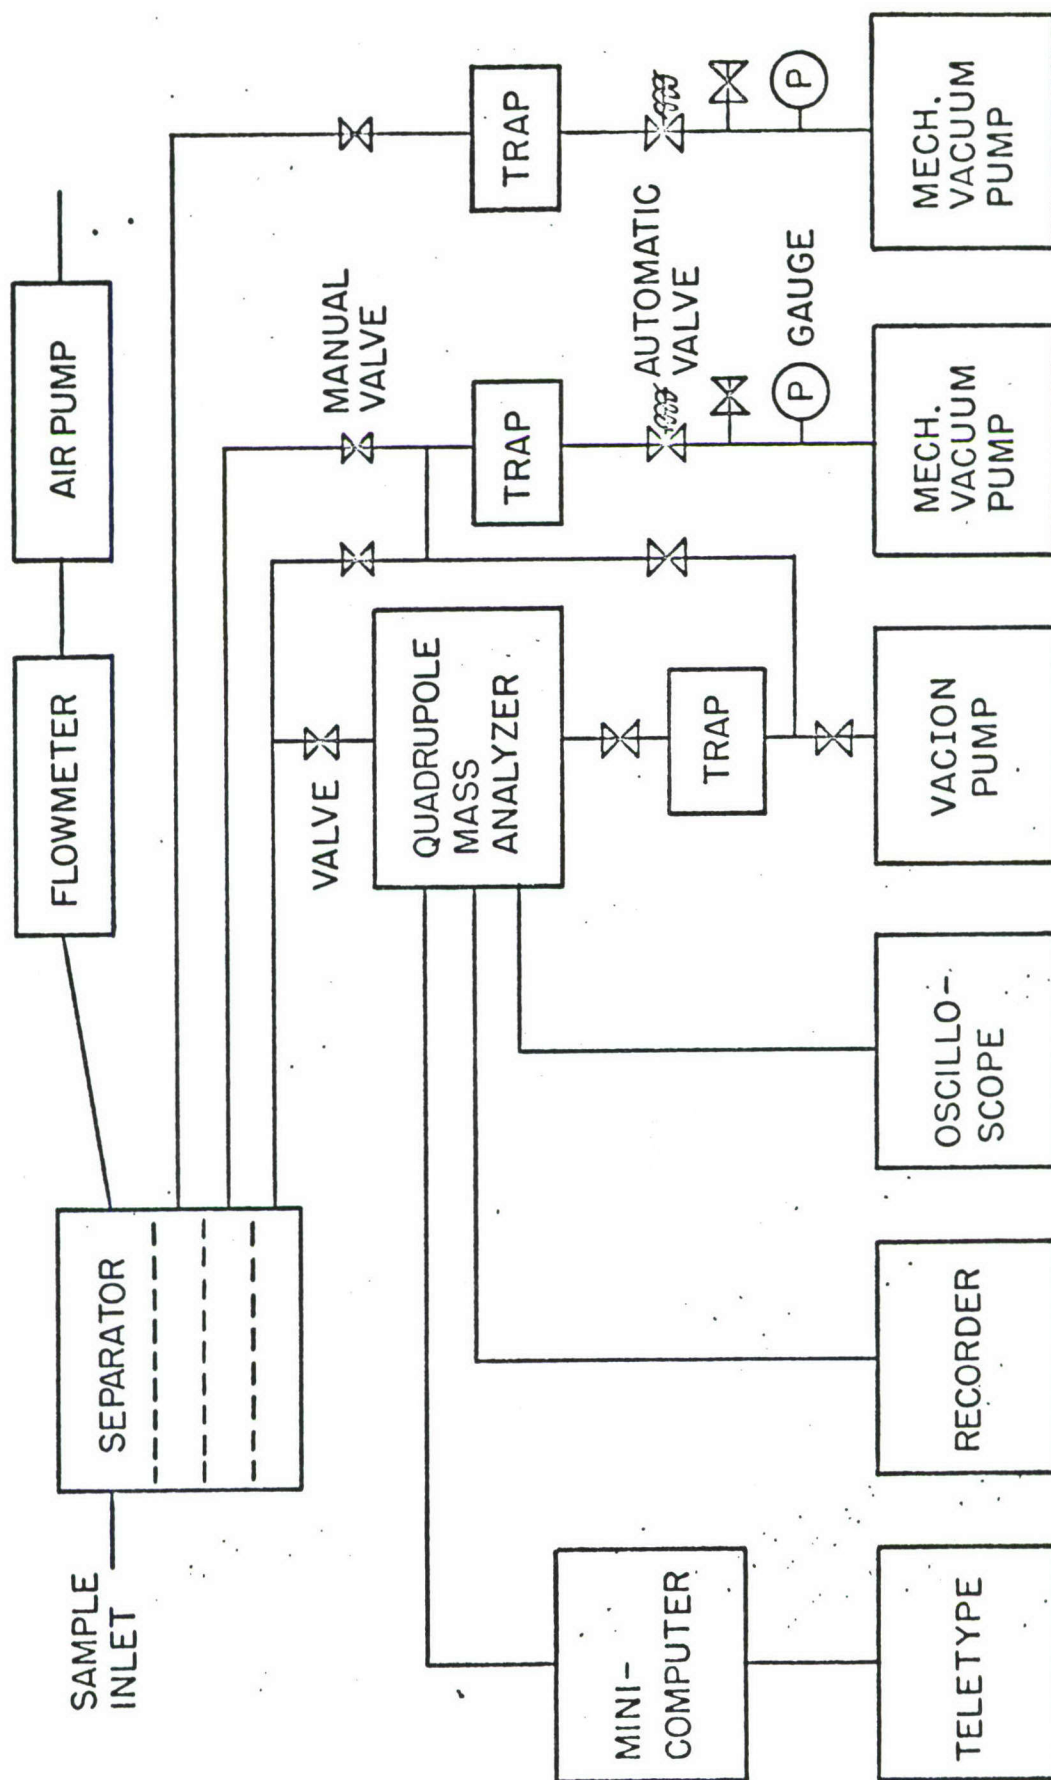 SAMPLE
INLET
SEPARATOR
FLOWMETER
AIR PUMP
VALVE
MANUAL
VALVE
QUADRUPOLE
MASS
ANALYZER
TRAP
TRAP
TRAP
AUTOMATIC
VALVE
P
GAUGE
P
MINI-
COMPUTER
TELETYPE
RECORDER
OSCILLO-
SCOPE
VACION
PUMP
MECH.
VACUUM
PUMP
MECH.
VACUUM
PUMP